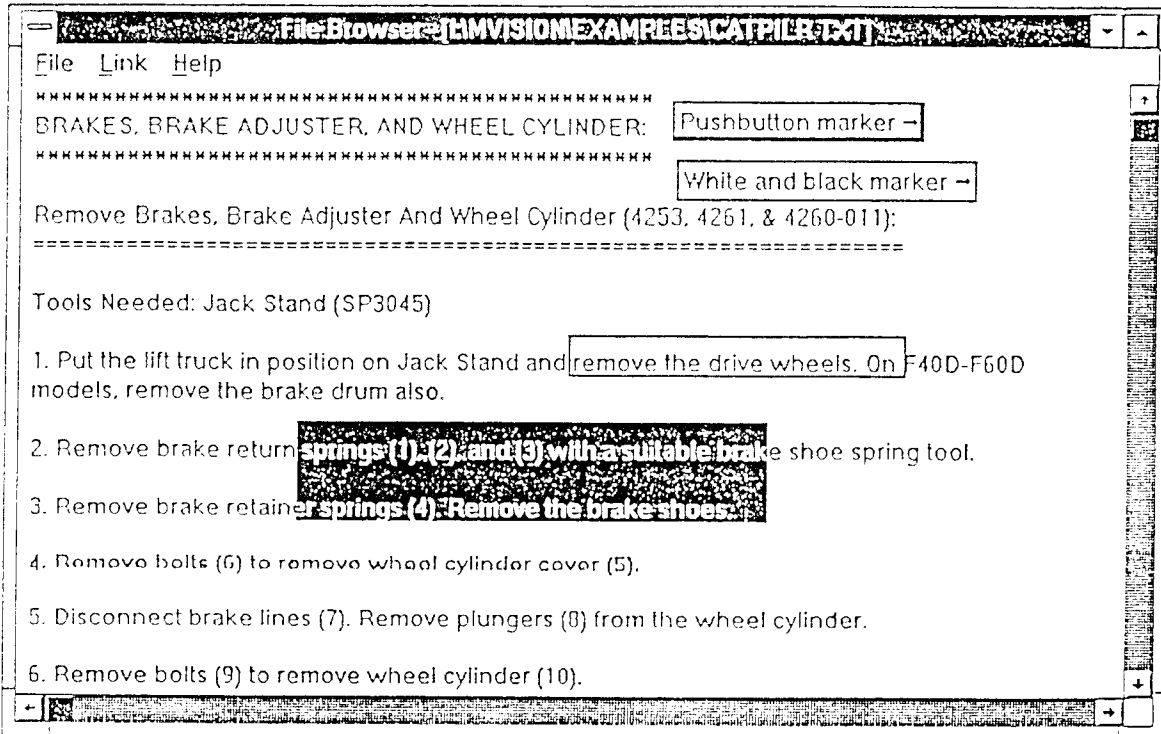 File Browser - [L:\MVISION\EXAMPLES\CATPILR.TXT]
File Link Help
***********************************************
BRAKES, BRAKE ADJUSTER, AND WHEEL CYLINDER:
Pushbutton marker →
***********************************************
White and black marker →
Remove Brakes, Brake Adjuster And Wheel Cylinder (4253, 4261, & 4260-011):
===================================================================
Tools Needed: Jack Stand (SP3045)
1. Put the lift truck in position on Jack Stand and remove the drive wheels. On F40D-F60D
models, remove the brake drum also.
2. Remove brake return springs (1), (2), and (3) with a suitable brake shoe spring tool.
3. Remove brake retainer springs (4). Remove the brake shoes.
4. Remove bolts (6) to remove wheel cylinder cover (5).
5. Disconnect brake lines (7). Remove plungers (8) from the wheel cylinder.
6. Remove bolts (9) to remove wheel cylinder (10).